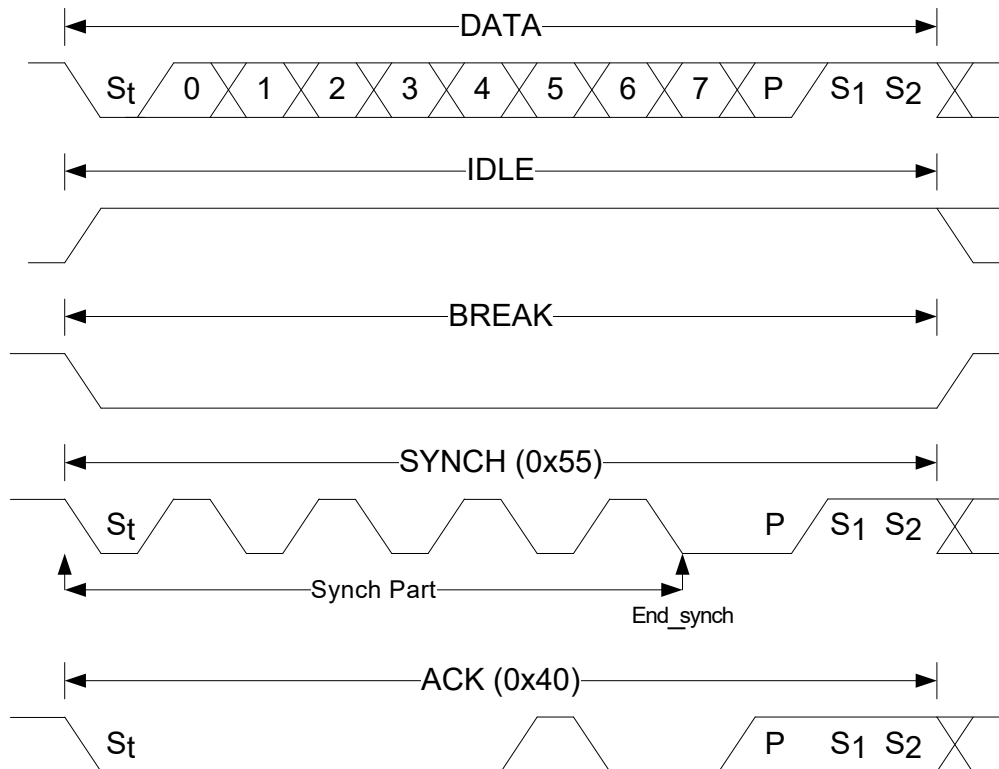 DATA
St 0 1 2 3 4 5 6 7 P S1 S2
IDLE
BREAK
SYNCH (0x55)
St P S1 S2
Synch Part
End_synch
ACK (0x40)
St P S1 S2